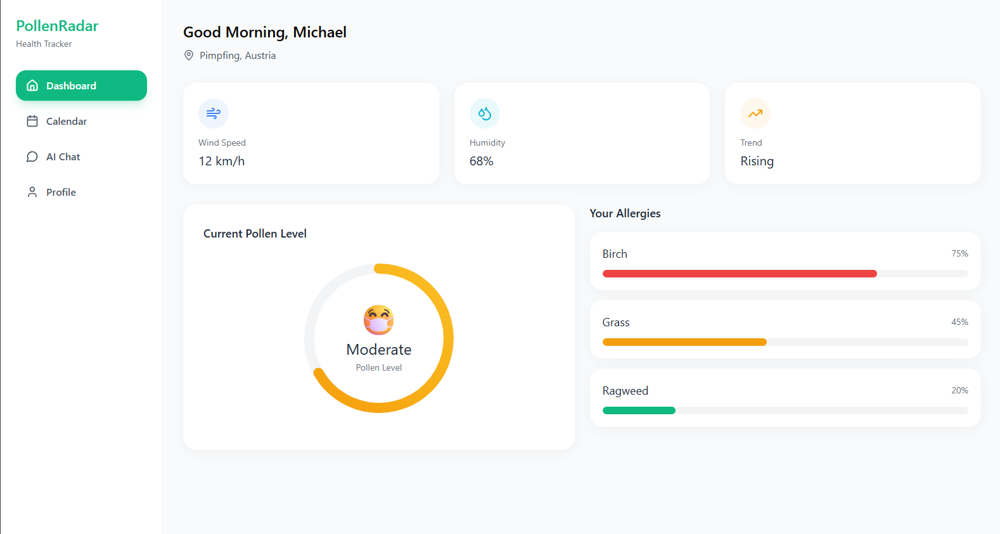 PollenRadar
Health Tracker
Dashboard
Calendar
AI Chat
Profile
Good Morning, Michael
Pimpfing, Austria
Wind Speed
12 km/h
Humidity
68%
Trend
Rising
Current Pollen Level
Moderate
Pollen Level
Your Allergies
Birch 75%
Grass 45%
Ragweed 20%